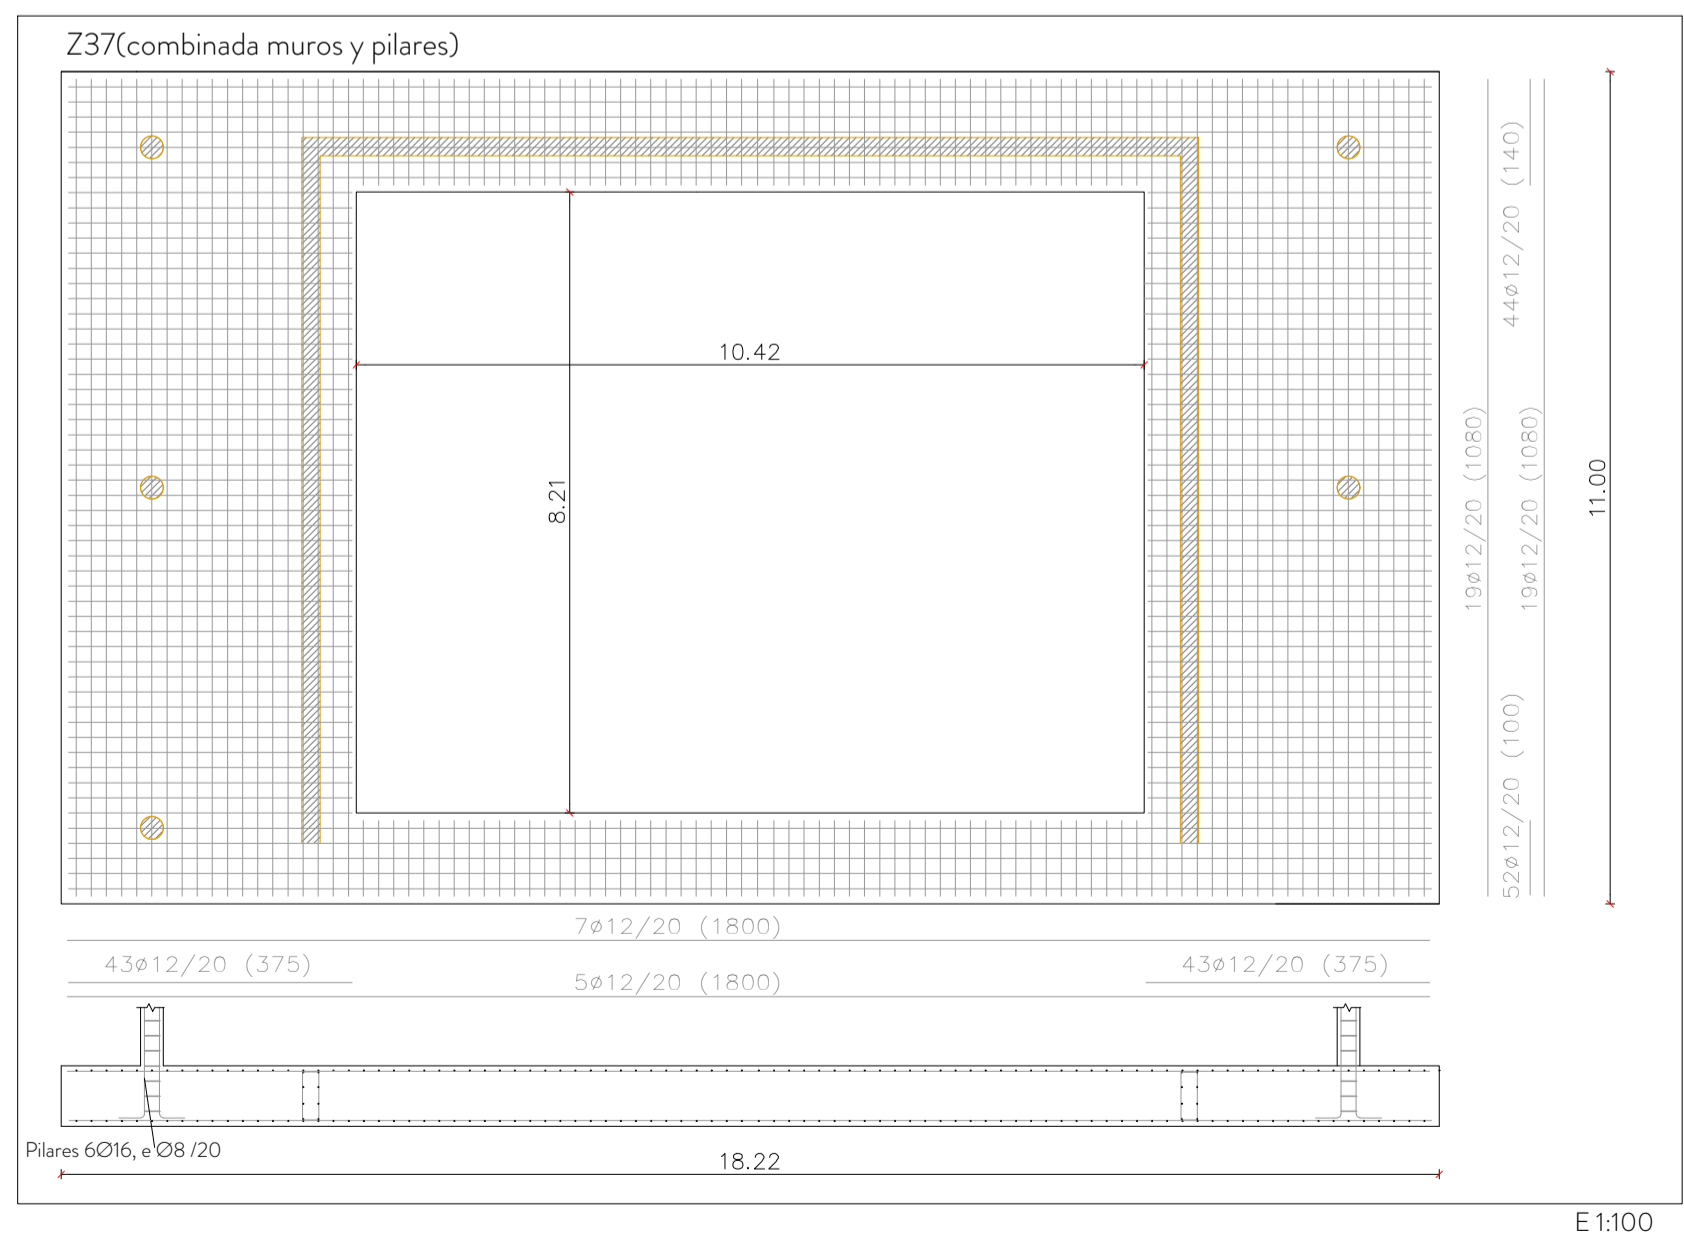 Z37(combinada muros y pilares)
44ø12/20 (140)
10.42
8.21
19ø12/20 (1080)
19ø12/20 (1080)
11.00
52ø12/20 (100)
7ø12/20 (1800)
43ø12/20 (375)
43ø12/20 (375)
5ø12/20 (1800)
Pilares 6Ø16, e Ø8 /20
18.22
E 1:100